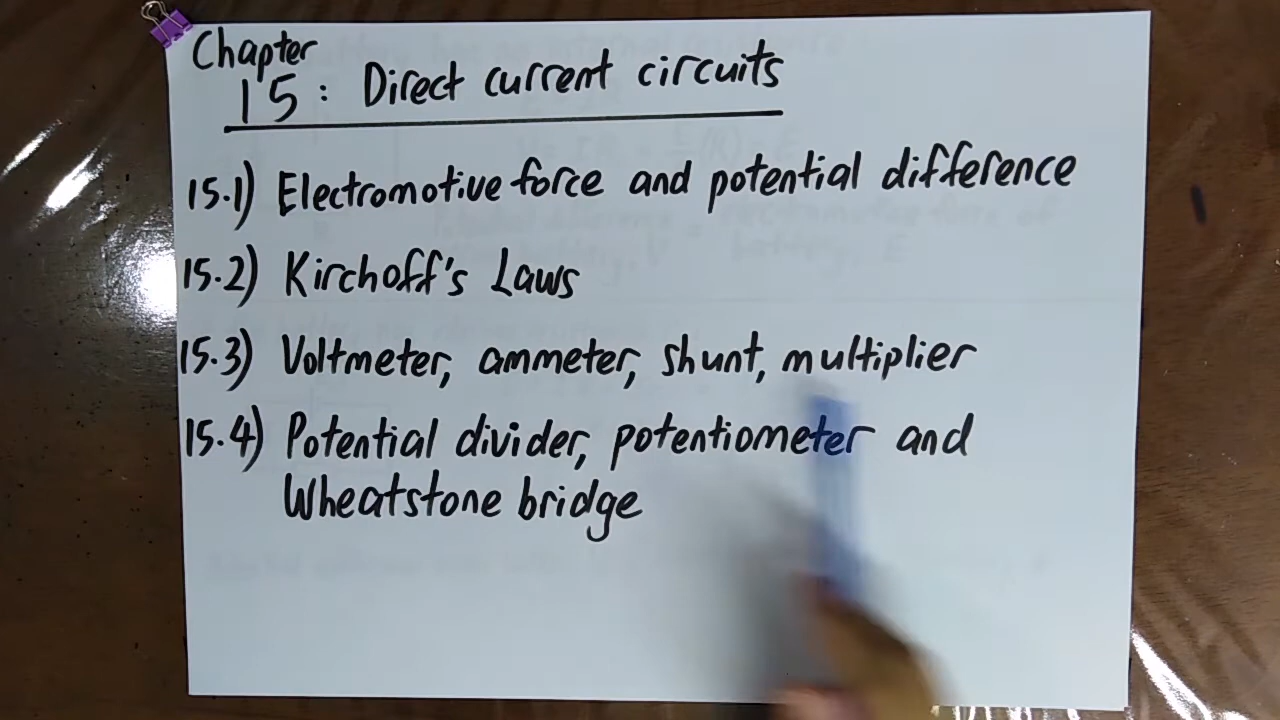 Chapter
15: Direct current circuits
15.1) Electromotive force and potential difference
15.2) Kirchoff's Laws
15.3) Voltmeter, ammeter, shunt, multiplier
15.4) Potential divider, potentiometer and
Wheatstone bridge